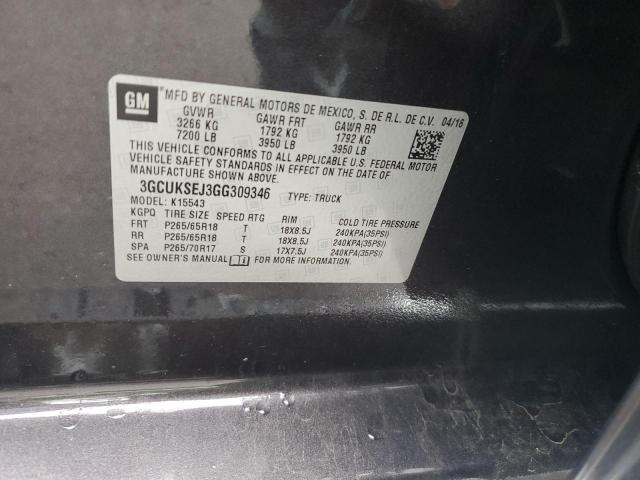 GM
*MFD BY GENERAL MOTORS DE MEXICO, S. DE R.L. DE C.V. 04/16
GVWR GAWR FRT GAWR RR
3266 KG 1792 KG 1792 KG
7200 LB 3950 LB 3950 LB
THIS VEHICLE CONFORMS TO ALL APPLICABLE U.S. FEDERAL MOTOR
VEHICLE SAFETY STANDARDS IN EFFECT ON THE DATE OF
MANUFACTURE SHOWN ABOVE.
3GCUKSEJ3GG309346 TYPE: TRUCK
MODEL: K15543
KGPQ TIRE SIZE SPEED RTG RIM COLD TIRE PRESSURE
FRT P265/65R18 T 18X8.5J 240KPA(35PSI)
RR P265/65R18 T 18X8.5J 240KPA(35PSI)
SPA P265/70R17 S 17X7.5J 240KPA(35PSI)
SEE OWNER'S MANUAL FOR MORE INFORMATION.